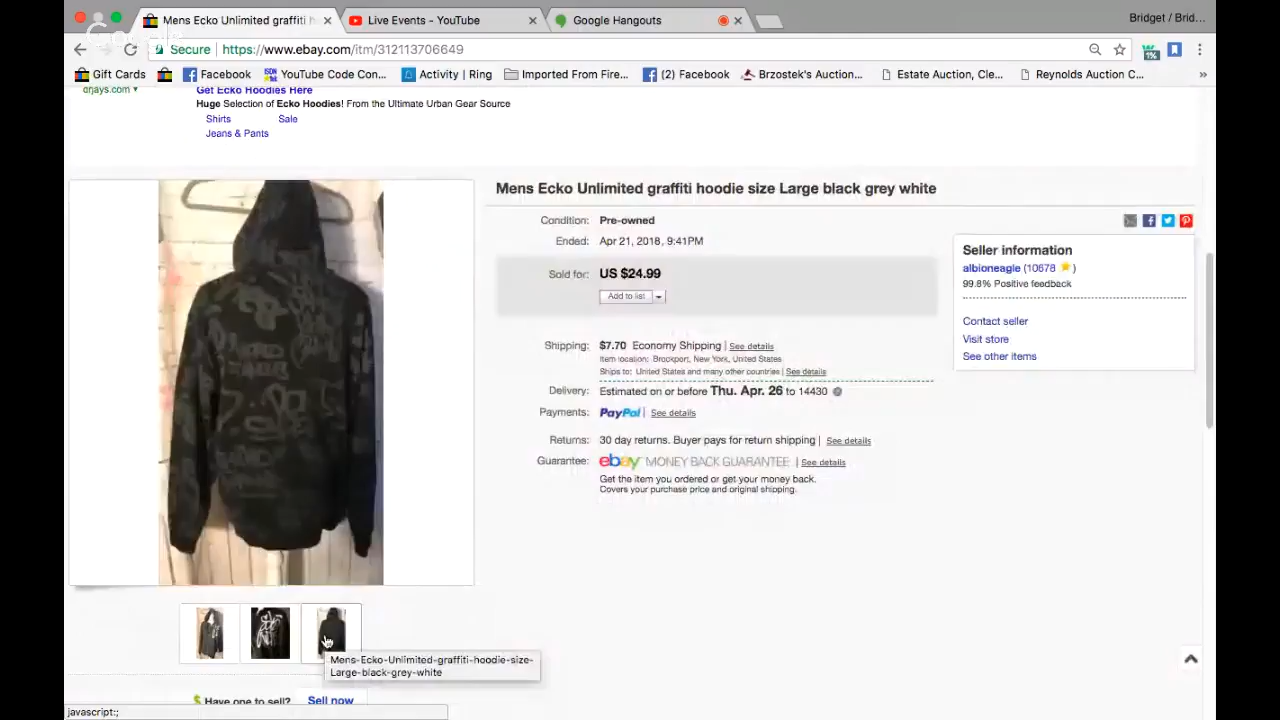 Mens Ecko Unlimited graffiti h
Live Events - YouTube
Google Hangouts
Bridget / Brid...
Secure https://www.ebay.com/itm/312113706649
Gift Cards
Facebook
YouTube Code Con...
Activity | Ring
Imported From Fire...
(2) Facebook
Brzostek's Auction...
Estate Auction, Cle...
Reynolds Auction C...
»
drjays.com
Get Ecko Hoodies Here
Huge Selection of Ecko Hoodies! From the Ultimate Urban Gear Source
Shirts Sale
Jeans & Pants
Mens Ecko Unlimited graffiti hoodie size Large black grey white
Condition: Pre-owned
Ended: Apr 21, 2018, 9:41PM
Sold for: US $24.99
Add to list
Shipping: $7.70 Economy Shipping | See details
Item location: Brockport, New York, United States
Ships to: United States and many other countries | See details
Delivery: Estimated on or before Thu. Apr. 26 to 14430
Payments: PayPal | See details
Returns: 30 day returns. Buyer pays for return shipping | See details
Guarantee: ebay MONEY BACK GUARANTEE | See details
Get the item you ordered or get your money back.
Covers your purchase price and original shipping.
Seller information
albioneagle (10678 )
99.8% Positive feedback
Contact seller
Visit store
See other items
Mens-Ecko-Unlimited-graffiti-hoodie-size-
Large-black-grey-white
Have one to sell? Sell now
javascript:;